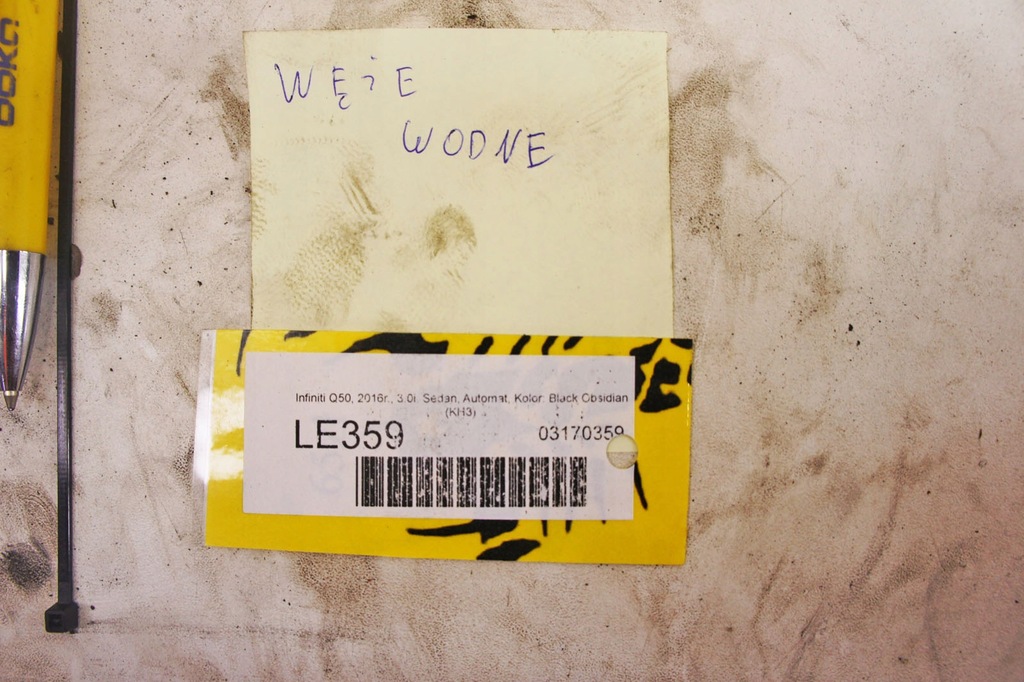 WĘżE
WODNE
Infiniti Q50, 2016r., 3.0i, Sedan, Automat, Kolor: Black Obsidian
(KH3)
LE359
03170359